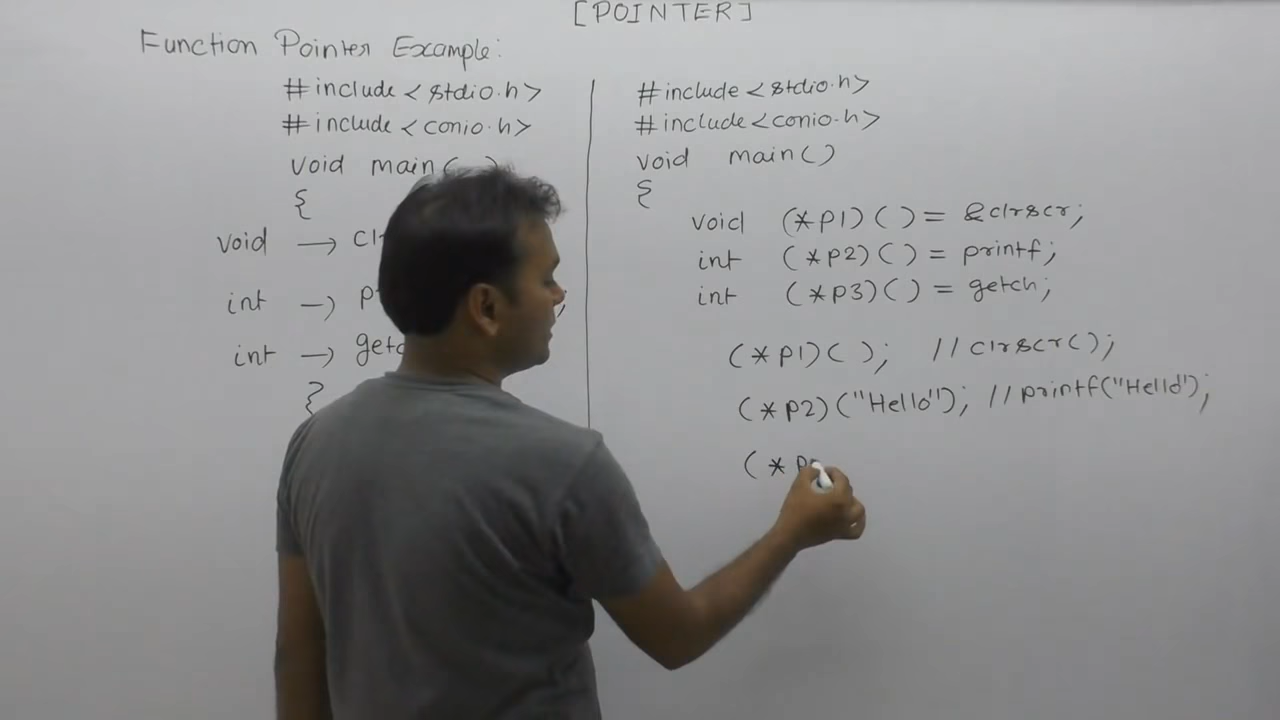 [POINTER]
Function Pointer Example:
#include <stdio.h>
#include <conio.h>
void main(
{
void → cl
int →
int → getc
}
#include <stdio.h>
#include <conio.h>
void main()
{
void (*p1)() = &clrscr;
int (*p2)() = printf;
int (*p3)() = getch;
(*p1)(); //clrscr();
(*p2)("Hello"); //printf("Hello");
(*p